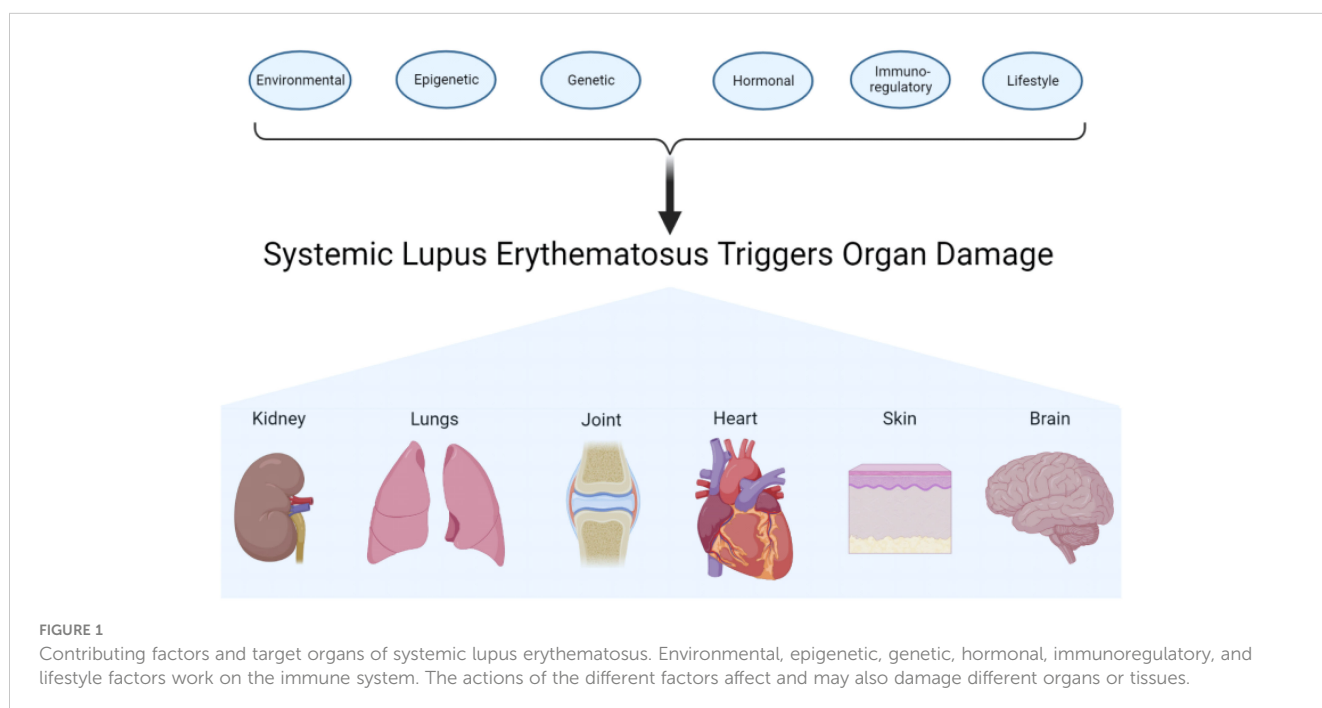 Environmental Epigenetic Genetic Hormonal Immuno-
regulatory Lifestyle
Systemic Lupus Erythematosus Triggers Organ Damage
Kidney Lungs Joint Heart Skin Brain
FIGURE 1
Contributing factors and target organs of systemic lupus erythematosus. Environmental, epigenetic, genetic, hormonal, immunoregulatory, and
lifestyle factors work on the immune system. The actions of the different factors affect and may also damage different organs or tissues.